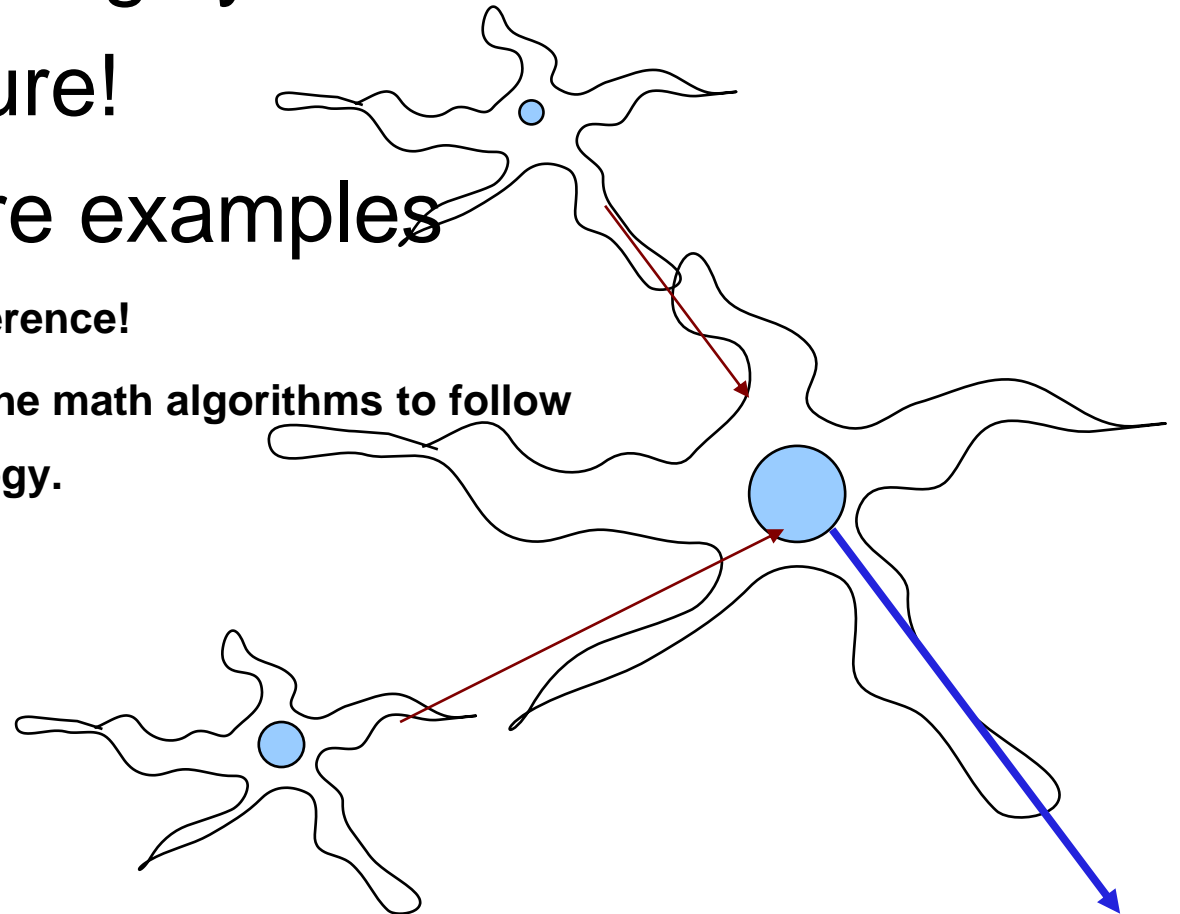 ure!
re examples
erence!
he math algorithms to follow
gy.